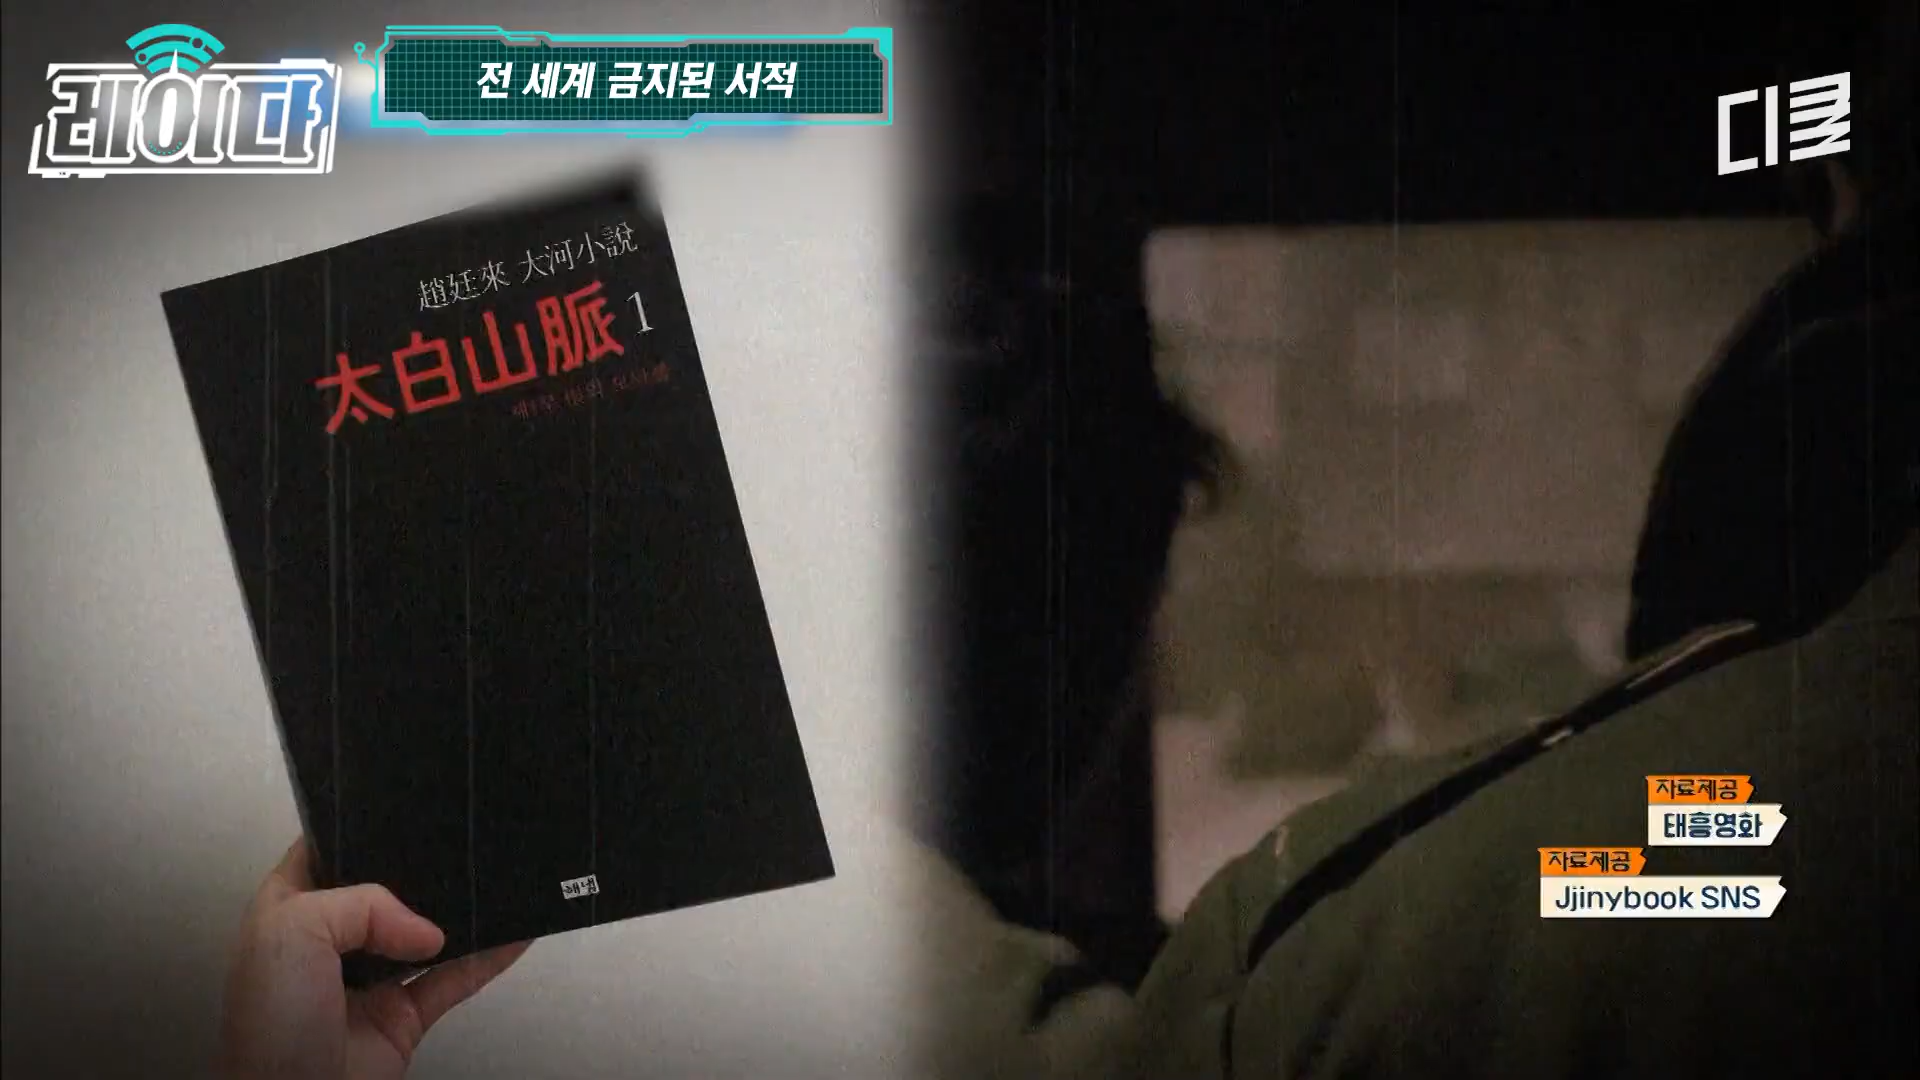 레이다
전 세계 금지된 서적
디클
趙廷來 大河小說
太白山脈 1
해냄
자료제공
태흥영화
자료제공
Jjinybook SNS